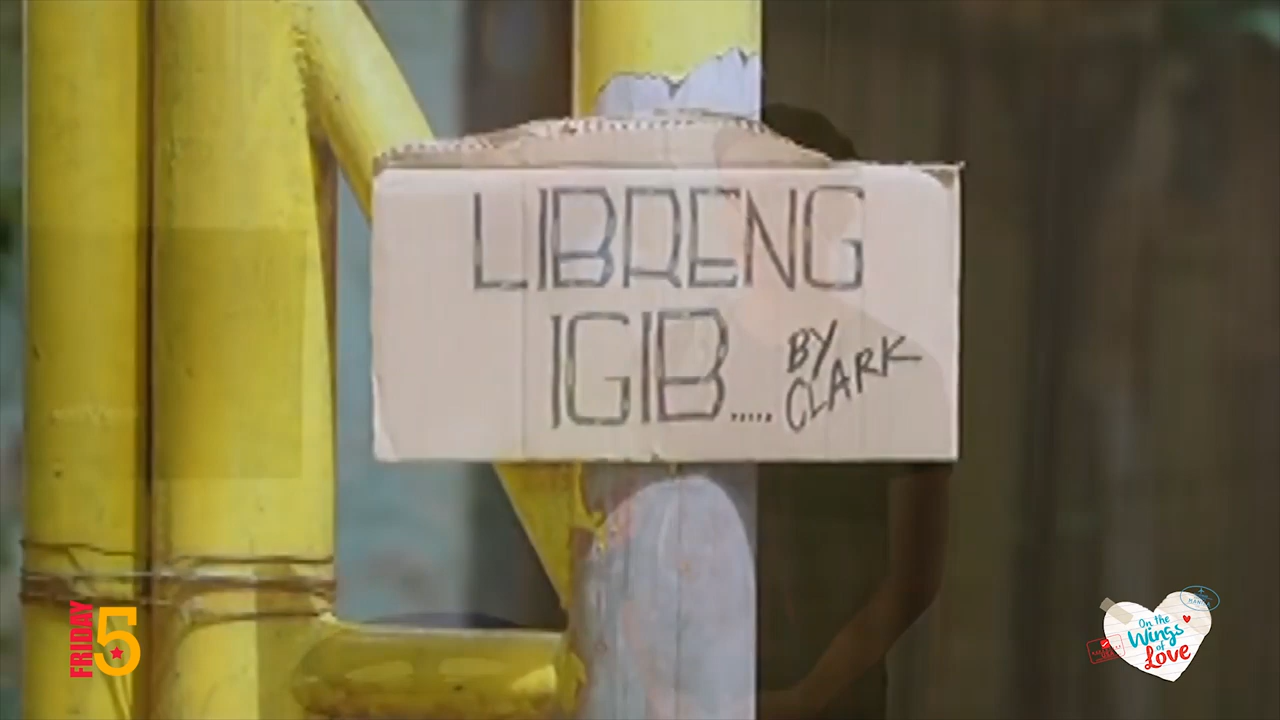 LIBRENG
IGIB..... BY
CLARK
FRIDAY
5
On the
Wings
of
Love